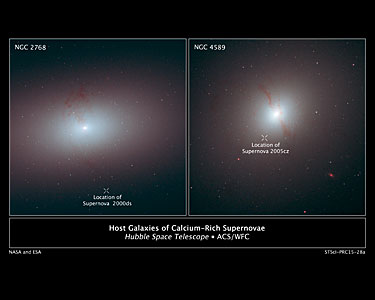 NGC 2768
NGC 4589
Location of
Supernova 2000ds
Location of
Supernova 2005cz
Host Galaxies of Calcium-Rich Supernovae
Hubble Space Telescope • ACS/WFC
NASA and ESA
STScI-PRC15-28a